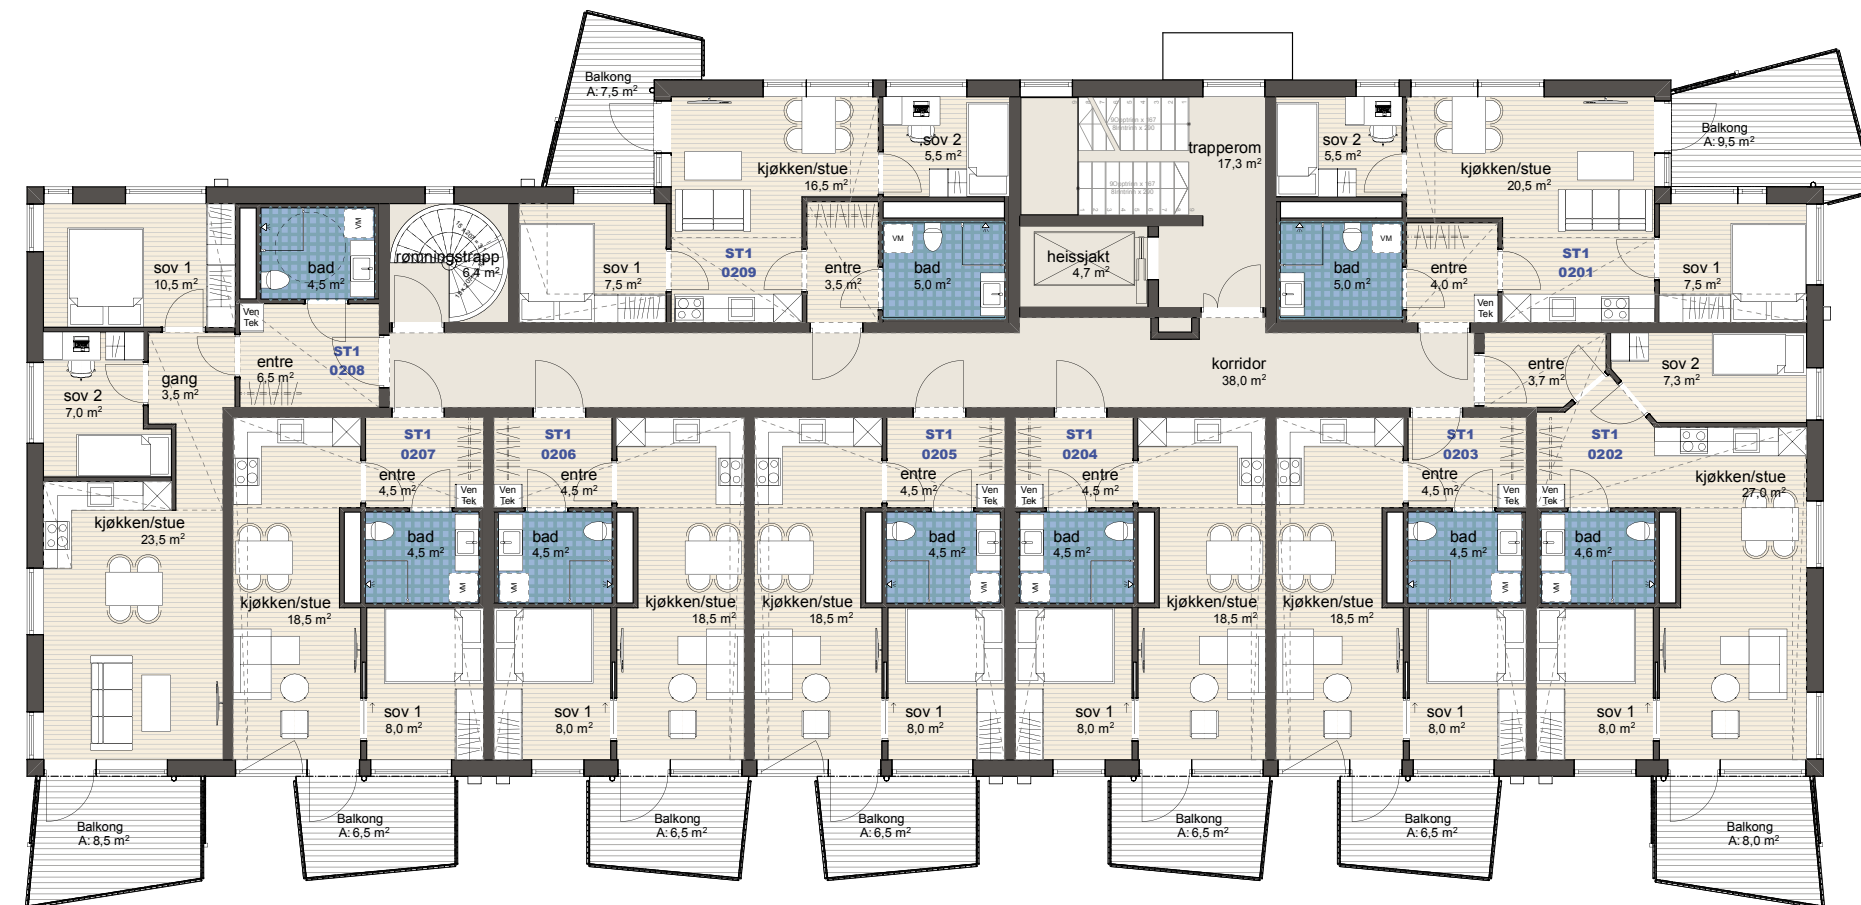 Balkong
A: 7,5 m²
kjøkken/stue
16,5 m²
sov 2
5,5 m²
trapperom
17,3 m²
sov 2
5,5 m²
kjøkken/stue
20,5 m²
Balkong
A: 9,5 m²
sov 1
10,5 m²
bad
4,5 m²
VM
rømningstrapp
6,4 m²
sov 1
7,5 m²
ST1
0209
entre
3,5 m²
VM
bad
5,0 m²
heissjakt
4,7 m²
bad
5,0 m²
VM
entre
4,0 m²
Ven
Tek
ST1
0201
sov 1
7,5 m²
Ven
Tek
ST1
0208
entre
6,5 m²
gang
3,5 m²
sov 2
7,0 m²
korridor
38,0 m²
entre
3,7 m²
sov 2
7,3 m²
ST1
0207
entre
4,5 m²
Ven
Tek
ST1
0206
entre
4,5 m²
Ven
Tek
ST1
0205
entre
4,5 m²
Ven
Tek
ST1
0204
entre
4,5 m²
Ven
Tek
ST1
0203
entre
4,5 m²
Ven
Tek
ST1
0202
Ven
Tek
kjøkken/stue
27,0 m²
kjøkken/stue
23,5 m²
bad
4,5 m²
VM
bad
4,5 m²
VM
bad
4,5 m²
VM
bad
4,5 m²
VM
bad
4,5 m²
VM
bad
4,6 m²
VM
kjøkken/stue
18,5 m²
kjøkken/stue
18,5 m²
kjøkken/stue
18,5 m²
kjøkken/stue
18,5 m²
kjøkken/stue
18,5 m²
sov 1
8,0 m²
sov 1
8,0 m²
sov 1
8,0 m²
sov 1
8,0 m²
sov 1
8,0 m²
sov 1
8,0 m²
Balkong
A: 8,5 m²
Balkong
A: 6,5 m²
Balkong
A: 6,5 m²
Balkong
A: 6,5 m²
Balkong
A: 6,5 m²
Balkong
A: 6,5 m²
Balkong
A: 8,0 m²